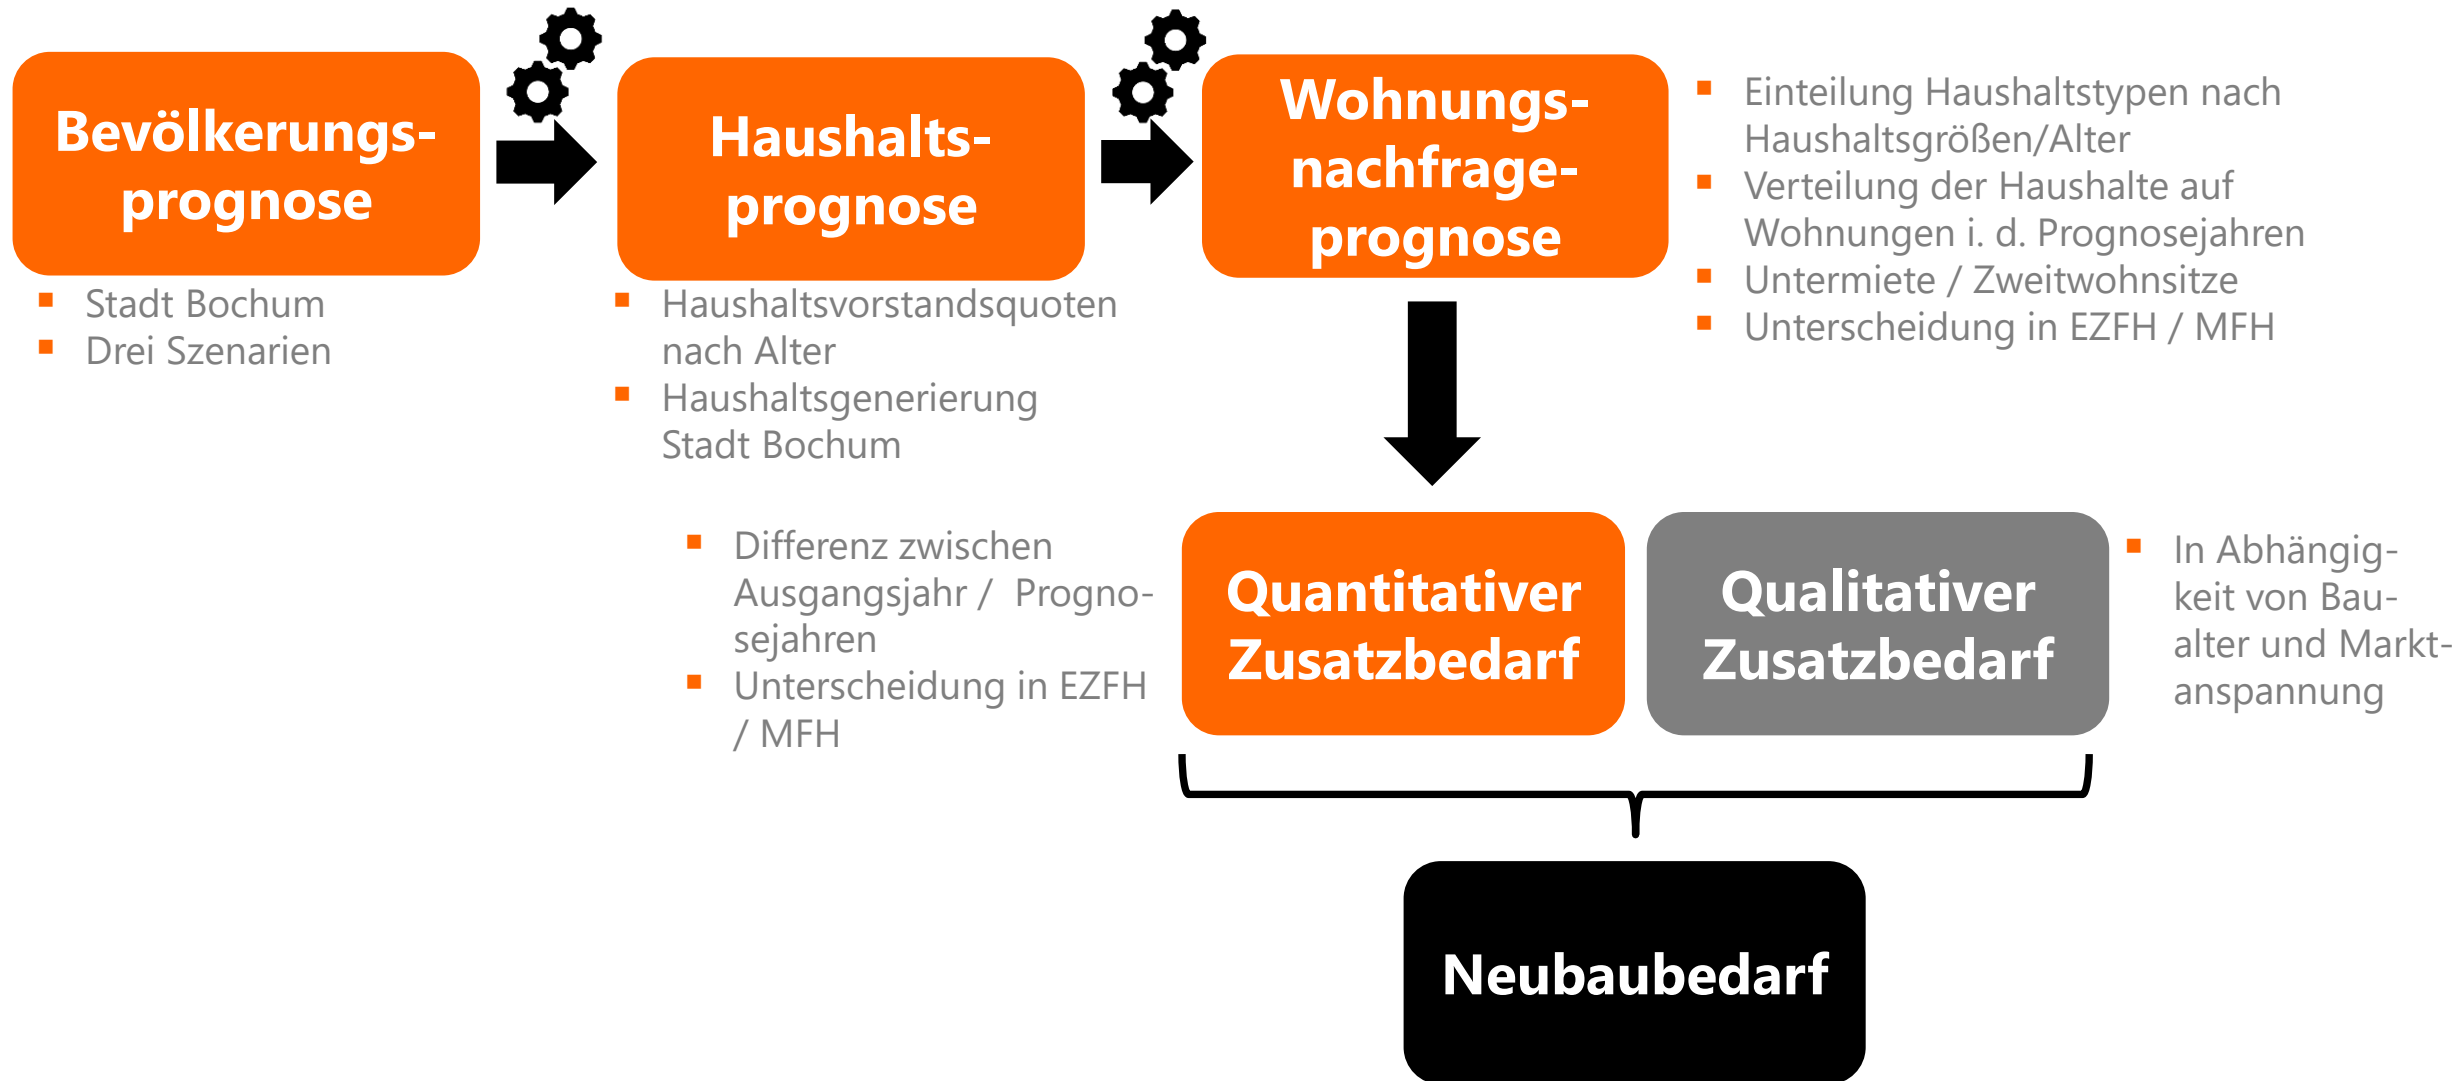 Bevölkerungs-
prognose
Stadt Bochum
Drei Szenarien
Haushalts-
prognose
Haushaltsvorstandsquoten
nach Alter
Haushaltsgenerierung
Stadt Bochum
Wohnungs-
nachfrage-
prognose
Einteilung Haushaltstypen nach
Haushaltsgrößen/Alter
Verteilung der Haushalte auf
Wohnungen i. d. Prognosejahren
Untermiete / Zweitwohnsitze
Unterscheidung in EZFH / MFH
Differenz zwischen
Ausgangsjahr / Progno-
sejahren
Unterscheidung in EZFH
/ MFH
Quantitativer
Zusatzbedarf
Qualitativer
Zusatzbedarf
In Abhängig-
keit von Bau-
alter und Markt-
anspannung
Neubaubedarf